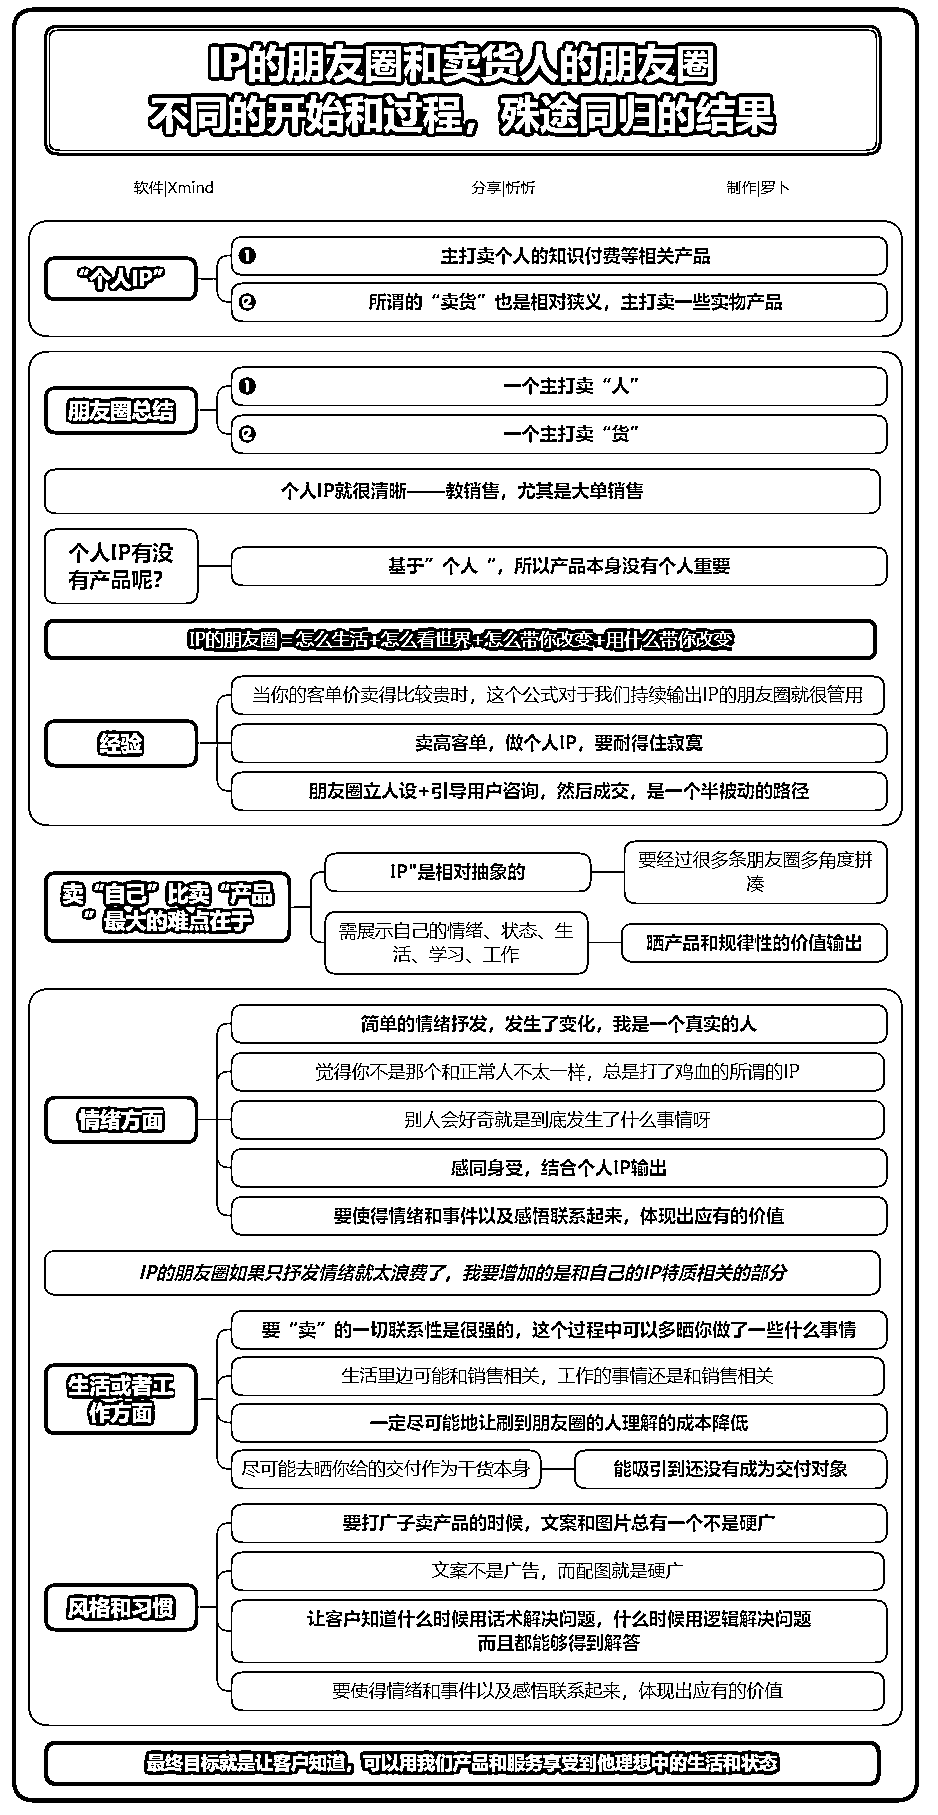 IP的朋友圈和卖货人的朋友圈
不同的开始和过程，殊途同归的结果
软件|Xmind
分享|忻忻
制作|罗卜
“个人IP”
❶ 主打卖个人的知识付费等相关产品
❷ 所谓的“卖货”也是相对狭义，主打卖一些实物产品
朋友圈总结
❶ 一个主打卖“人”
❷ 一个主打卖“货”
个人IP就很清晰——教销售，尤其是大单销售
个人IP有没
有产品呢？
基于”个人“，所以产品本身没有个人重要
IP的朋友圈=怎么生活+怎么看世界+怎么带你改变+用什么带你改变
经验
当你的客单价卖得比较贵时，这个公式对于我们持续输出IP的朋友圈就很管用
卖高客单，做个人IP，要耐得住寂寞
朋友圈立人设+引导用户咨询，然后成交，是一个半被动的路径
卖“自己”比卖“产品
”最大的难点在于
IP"是相对抽象的
要经过很多条朋友圈多角度拼
凑
需展示自己的情绪、状态、生
活、学习、工作
晒产品和规律性的价值输出
情绪方面
简单的情绪抒发，发生了变化，我是一个真实的人
觉得你不是那个和正常人不太一样，总是打了鸡血的所谓的IP
别人会好奇就是到底发生了什么事情呀
感同身受，结合个人IP输出
要使得情绪和事件以及感悟联系起来，体现出应有的价值
IP的朋友圈如果只抒发情绪就太浪费了，我要增加的是和自己的IP特质相关的部分
生活或者工
作方面
要“卖”的一切联系性是很强的，这个过程中可以多晒你做了一些什么事情
生活里边可能和销售相关，工作的事情还是和销售相关
一定尽可能地让刷到朋友圈的人理解的成本降低
尽可能去晒你给的交付作为干货本身
能吸引到还没有成为交付对象
风格和习惯
要打广子卖产品的时候，文案和图片总有一个不是硬广
文案不是广告，而配图就是硬广
让客户知道什么时候用话术解决问题，什么时候用逻辑解决问题
而且都能够得到解答
要使得情绪和事件以及感悟联系起来，体现出应有的价值
最终目标就是让客户知道，可以用我们产品和服务享受到他理想中的生活和状态